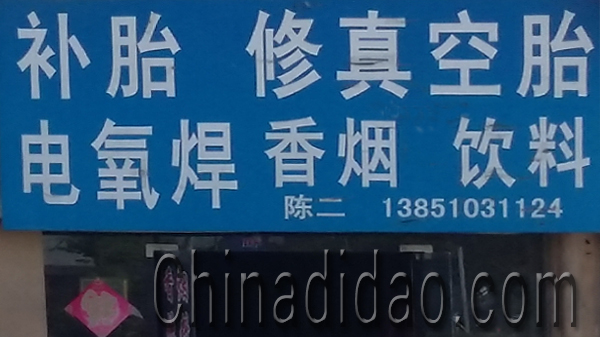 补胎 修真空胎
电氧焊 香烟 饮料
陈二 13851031124
Chinadidao.com